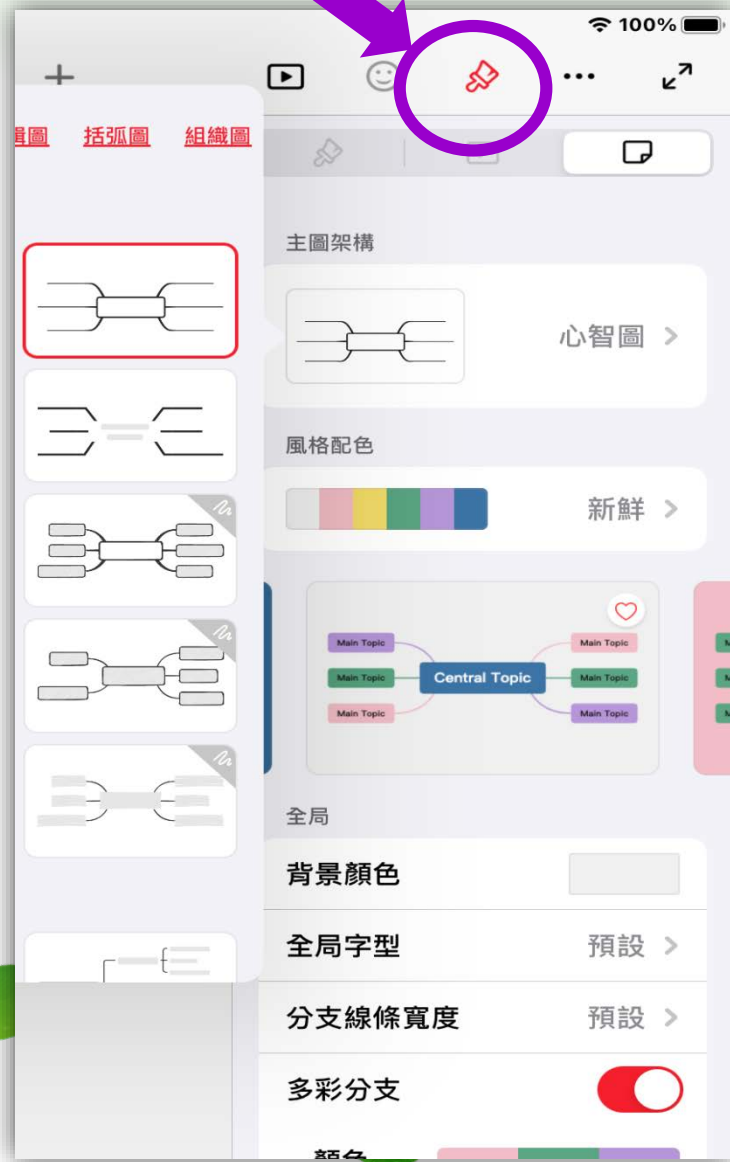 100%
括弧圖 組織圖
主圖架構
心智圖
風格配色
新鮮
Main Topic
Main Topic
Main Topic
Central Topic
Main Topic
Main Topic
Main Topic
全局
背景顏色
全局字型 預設
分支線條寬度 預設
多彩分支
顏色